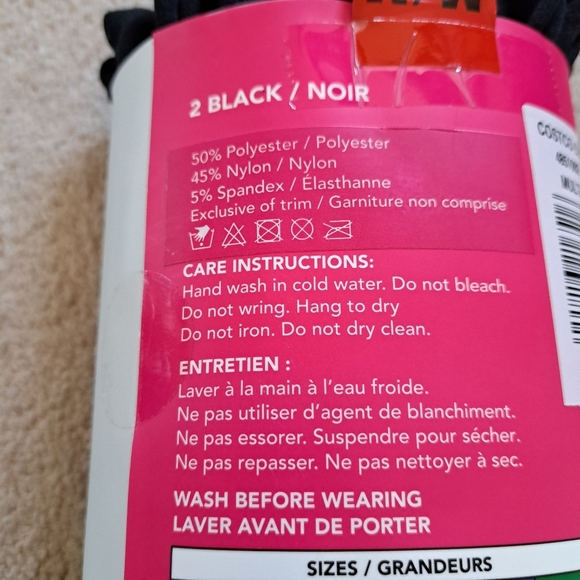 2 BLACK / NOIR
50% Polyester / Polyester
45% Nylon / Nylon
5% Spandex / Élasthanne
Exclusive of trim / Garniture non comprise
CARE INSTRUCTIONS:
Hand wash in cold water. Do not bleach.
Do not wring. Hang to dry
Do not iron. Do not dry clean.
ENTRETIEN :
Laver à la main à l'eau froide.
Ne pas utiliser d'agent de blanchiment.
Ne pas essorer. Suspendre pour sécher.
Ne pas repasser. Ne pas nettoyer à sec.
WASH BEFORE WEARING
LAVER AVANT DE PORTER
SIZES / GRANDEURS
COSTCO